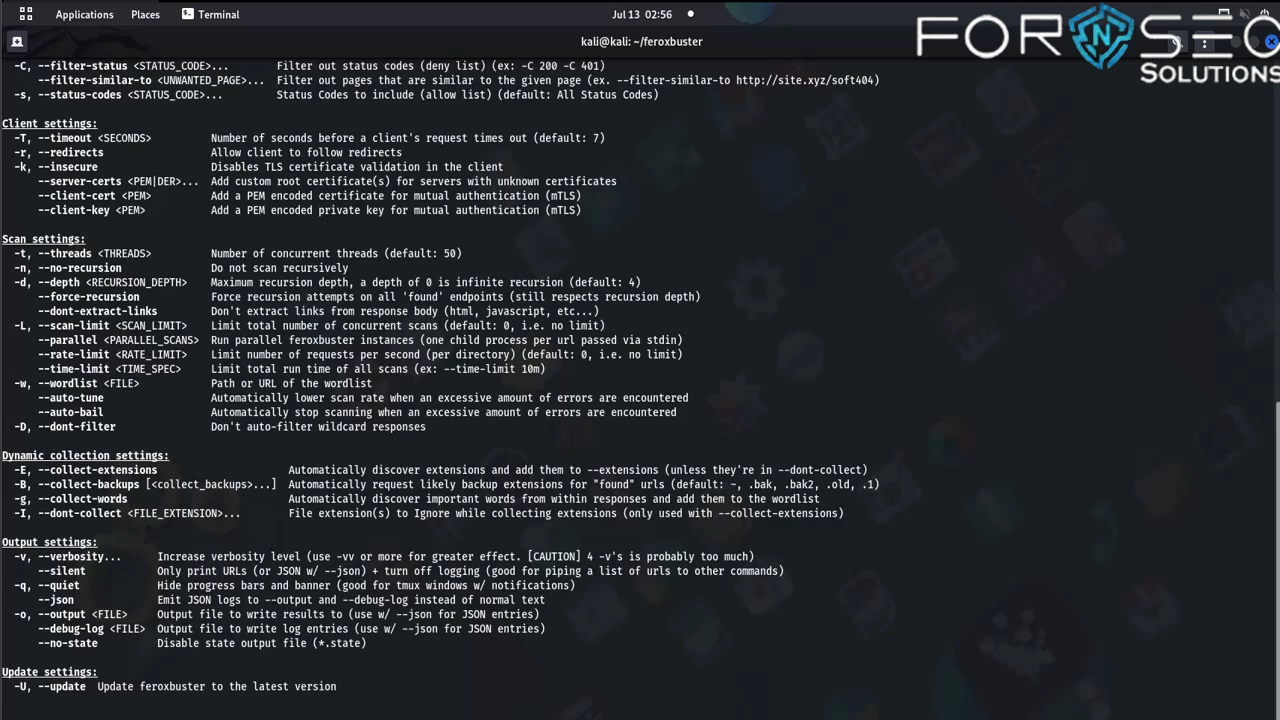 Applications Places Terminal Jul 13 02:56
kali@kali: ~/feroxbuster
FOR SEC
N
SOLUTIONS
-C, --filter-status <STATUS_CODE>... Filter out status codes (deny list) (ex: -C 200 -C 401)
--filter-similar-to <UNWANTED_PAGE>... Filter out pages that are similar to the given page (ex. --filter-similar-to http://site.xyz/soft404)
-s, --status-codes <STATUS_CODE>... Status Codes to include (allow list) (default: All Status Codes)
Client settings:
-T, --timeout <SECONDS> Number of seconds before a client's request times out (default: 7)
-r, --redirects Allow client to follow redirects
-k, --insecure Disables TLS certificate validation in the client
--server-certs <PEM|DER>... Add custom root certificate(s) for servers with unknown certificates
--client-cert <PEM> Add a PEM encoded certificate for mutual authentication (mTLS)
--client-key <PEM> Add a PEM encoded private key for mutual authentication (mTLS)
Scan settings:
-t, --threads <THREADS> Number of concurrent threads (default: 50)
-n, --no-recursion Do not scan recursively
-d, --depth <RECURSION_DEPTH> Maximum recursion depth, a depth of 0 is infinite recursion (default: 4)
--force-recursion Force recursion attempts on all 'found' endpoints (still respects recursion depth)
--dont-extract-links Don't extract links from response body (html, javascript, etc...)
-L, --scan-limit <SCAN_LIMIT> Limit total number of concurrent scans (default: 0, i.e. no limit)
--parallel <PARALLEL_SCANS> Run parallel feroxbuster instances (one child process per url passed via stdin)
--rate-limit <RATE_LIMIT> Limit number of requests per second (per directory) (default: 0, i.e. no limit)
--time-limit <TIME_SPEC> Limit total run time of all scans (ex: --time-limit 10m)
-w, --wordlist <FILE> Path or URL of the wordlist
--auto-tune Automatically lower scan rate when an excessive amount of errors are encountered
--auto-bail Automatically stop scanning when an excessive amount of errors are encountered
-D, --dont-filter Don't auto-filter wildcard responses
Dynamic collection settings:
-E, --collect-extensions Automatically discover extensions and add them to --extensions (unless they're in --dont-collect)
-B, --collect-backups [<collect_backups>...] Automatically request likely backup extensions for "found" urls (default: ~, .bak, .bak2, .old, .1)
-g, --collect-words Automatically discover important words from within responses and add them to the wordlist
-I, --dont-collect <FILE_EXTENSION>... File extension(s) to Ignore while collecting extensions (only used with --collect-extensions)
Output settings:
-v, --verbosity... Increase verbosity level (use -vv or more for greater effect. [CAUTION] 4 -v's is probably too much)
--silent Only print URLs (or JSON w/ --json) + turn off logging (good for piping a list of urls to other commands)
-q, --quiet Hide progress bars and banner (good for tmux windows w/ notifications)
--json Emit JSON logs to --output and --debug-log instead of normal text
-o, --output <FILE> Output file to write results to (use w/ --json for JSON entries)
--debug-log <FILE> Output file to write log entries (use w/ --json for JSON entries)
--no-state Disable state output file (*.state)
Update settings:
-U, --update Update feroxbuster to the latest version